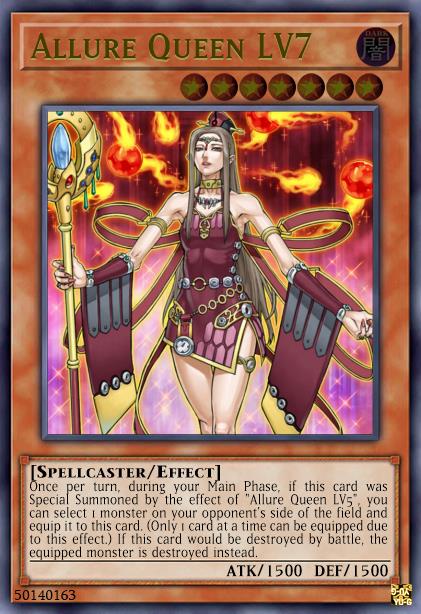 ALLURE QUEEN LV7
DARK
闇
[SPELLCASTER/EFFECT]
Once per turn, during your Main Phase, if this card was
Special Summoned by the effect of "Allure Queen LV5", you
can select 1 monster on your opponent's side of the field and
equip it to this card. (Only 1 card at a time can be equipped due
to this effect.) If this card would be destroyed by battle, the
equipped monster is destroyed instead.
ATK/1500 DEF/1500
50140163